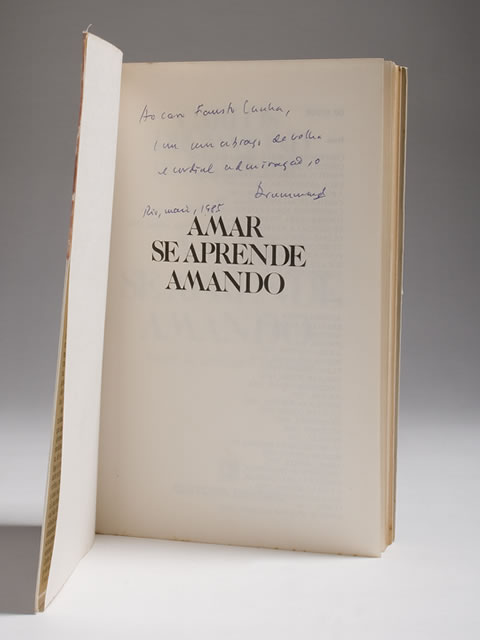 Ao caro Fausto Cunha,
com um abraço de velha
e cordial admiração, o
Drummond
Rio, maio, 1985
AMAR
SE APRENDE
AMANDO